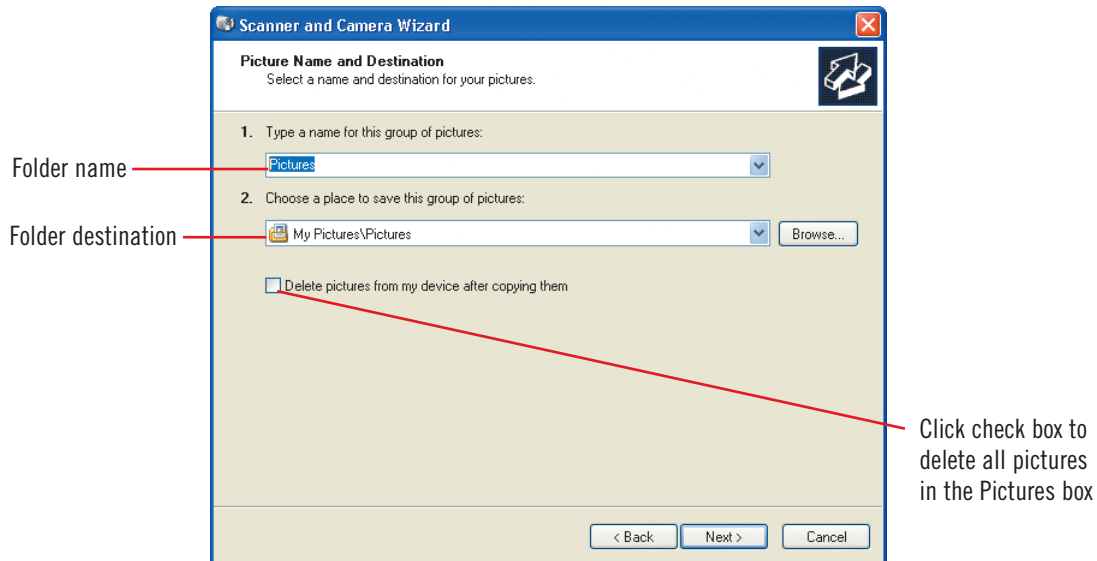 Scanner and Camera Wizard
Picture Name and Destination
Select a name and destination for your pictures.
1. Type a name for this group of pictures:
Folder name
Pictures
2. Choose a place to save this group of pictures:
Folder destination
My Pictures\Pictures
Browse...
Delete pictures from my device after copying them
Click check box to
delete all pictures
in the Pictures box
< Back
Next >
Cancel